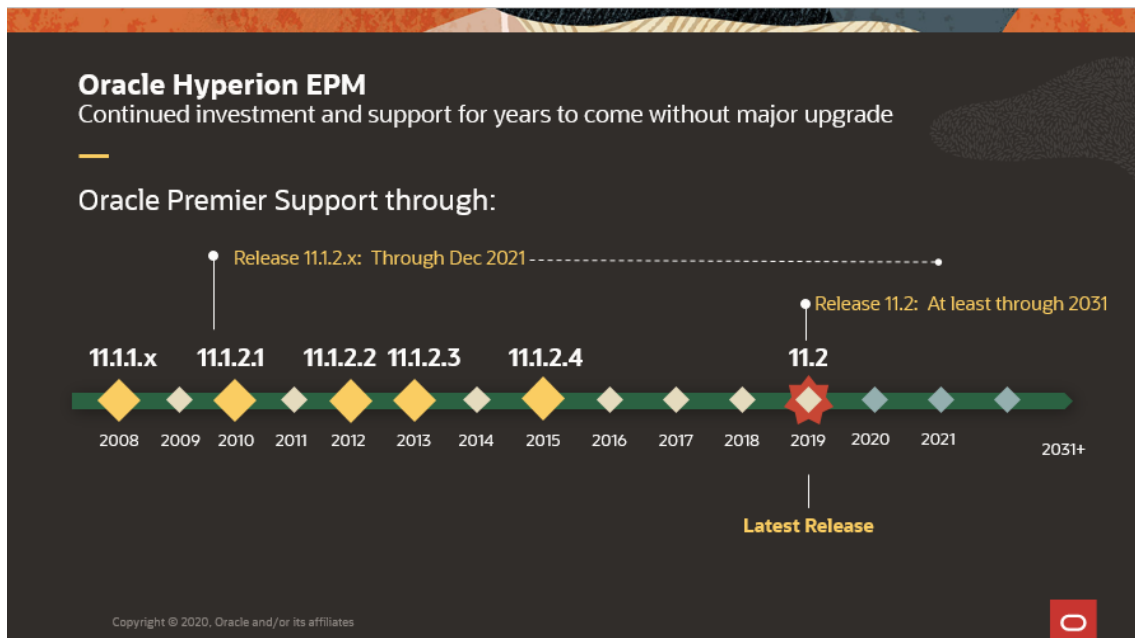 Oracle Hyperion EPM
Continued investment and support for years to come without major upgrade
Oracle Premier Support through:
Release 11.1.2.x: Through Dec 2021
Release 11.2: At least through 2031
11.1.1.x 11.1.2.1 11.1.2.2 11.1.2.3 11.1.2.4 11.2
2008 2009 2010 2011 2012 2013 2014 2015 2016 2017 2018 2019 2020 2021 2031+
Latest Release
Copyright © 2020, Oracle and/or its affiliates